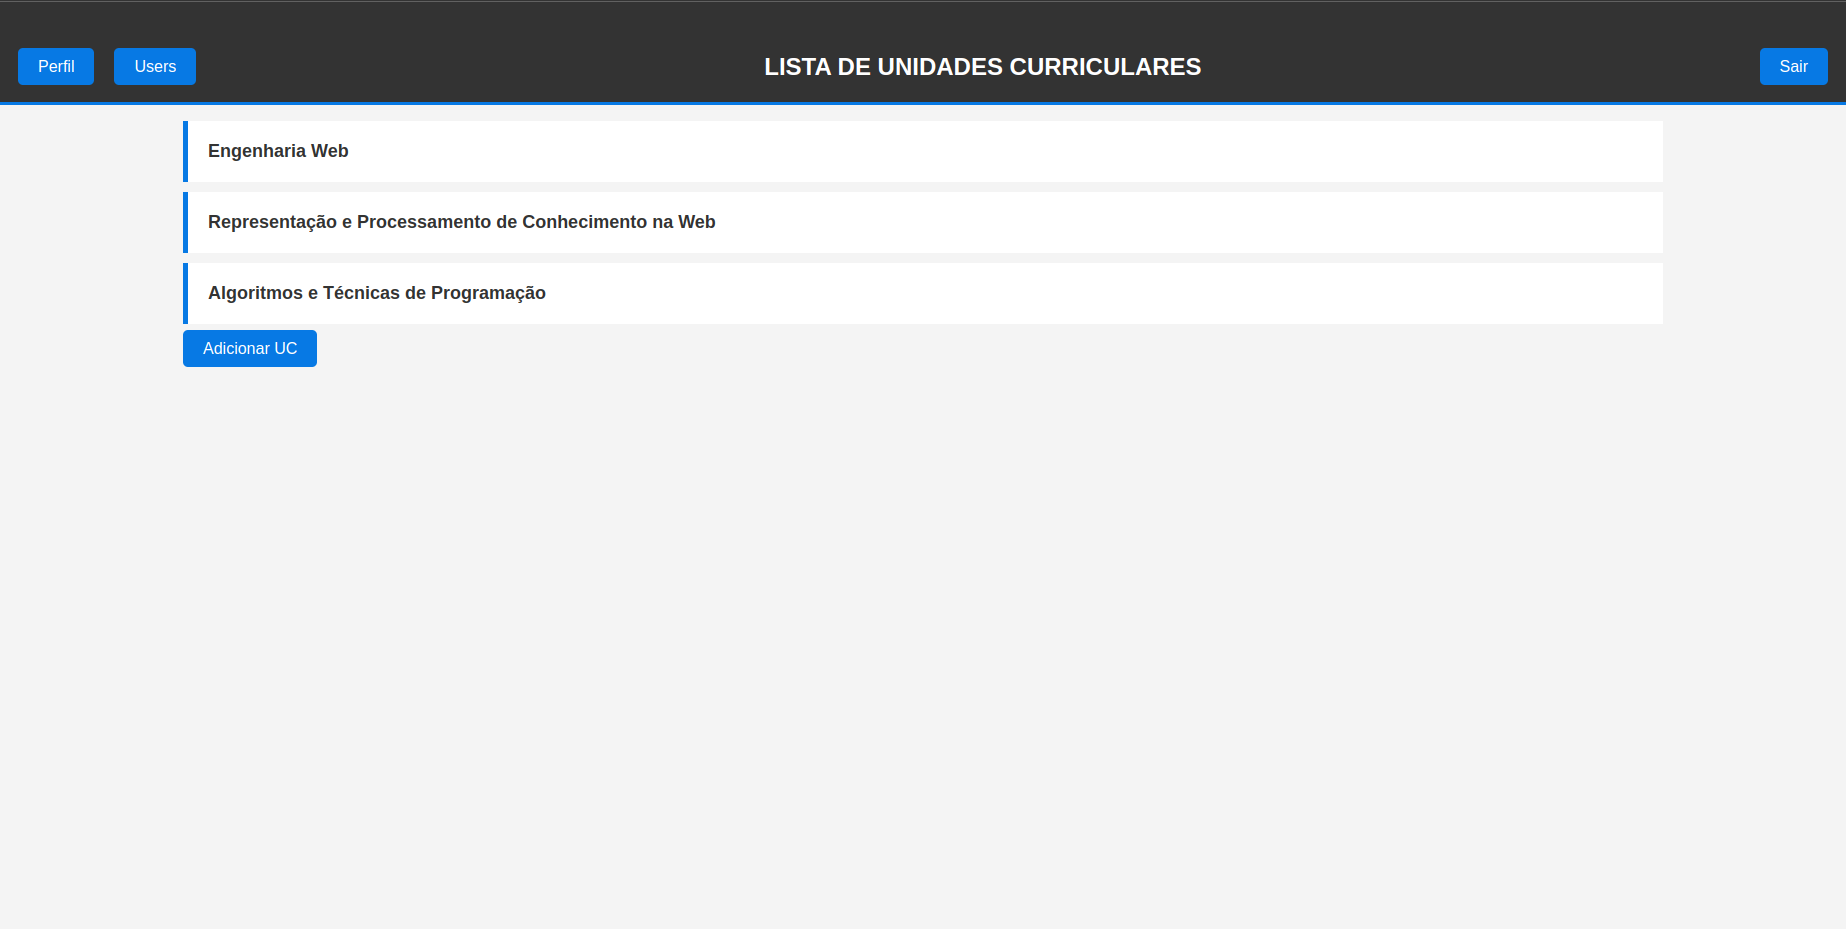 Perfil
Users
LISTA DE UNIDADES CURRICULARES
Sair
Engenharia Web
Representação e Processamento de Conhecimento na Web
Algoritmos e Técnicas de Programação
Adicionar UC